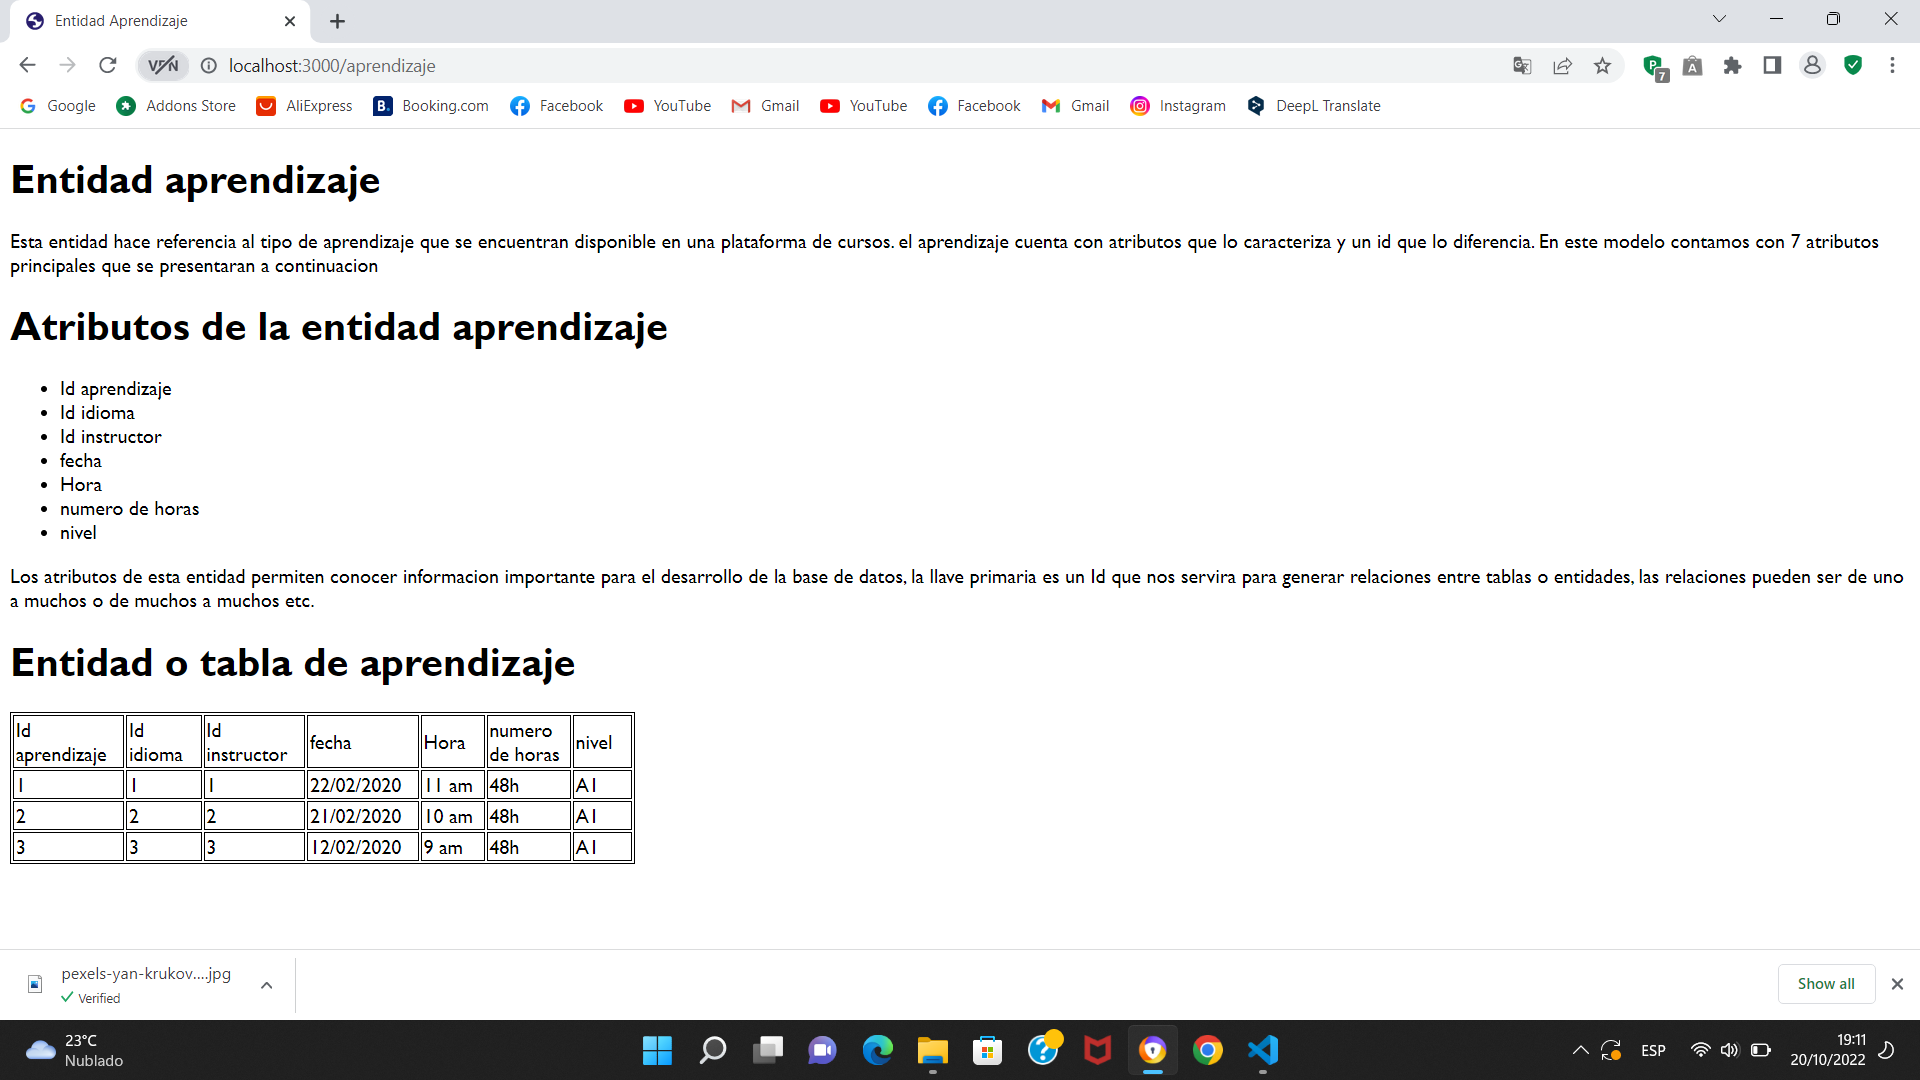 Entidad Aprendizaje
VPN
localhost:3000/aprendizaje
7
Google
Addons Store
AliExpress
Booking.com
Facebook
YouTube
Gmail
YouTube
Facebook
Gmail
Instagram
DeepL Translate
Entidad aprendizaje
Esta entidad hace referencia al tipo de aprendizaje que se encuentran disponible en una plataforma de cursos. el aprendizaje cuenta con atributos que lo caracteriza y un id que lo diferencia. En este modelo contamos con 7 atributos
principales que se presentaran a continuacion
Atributos de la entidad aprendizaje
• Id aprendizaje
• Id idioma
• Id instructor
• fecha
• Hora
• numero de horas
• nivel
Los atributos de esta entidad permiten conocer informacion importante para el desarrollo de la base de datos, la llave primaria es un Id que nos servira para generar relaciones entre tablas o entidades, las relaciones pueden ser de uno
a muchos o de muchos a muchos etc.
Entidad o tabla de aprendizaje
Id aprendizaje Id idioma Id instructor fecha Hora numero de horas nivel
1 1 1 22/02/2020 11 am 48h A1
2 2 2 21/02/2020 10 am 48h A1
3 3 3 12/02/2020 9 am 48h A1
pexels-yan-krukov....jpg
Verified
Show all
23°C
Nublado
ESP
19:11
20/10/2022